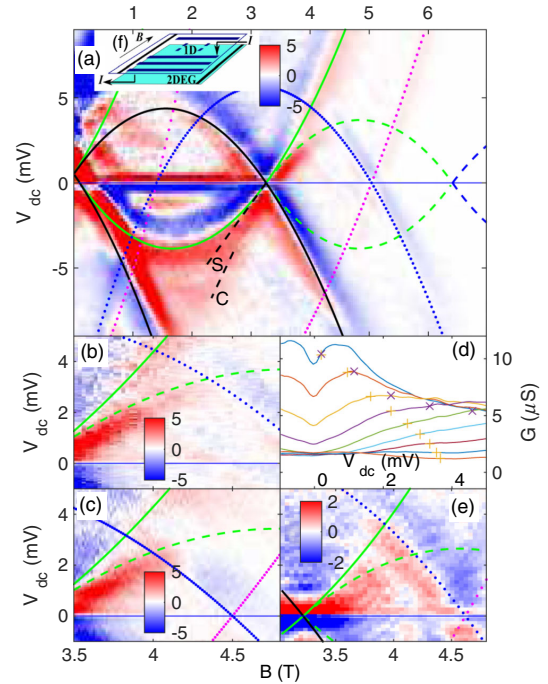 1 2 3 4 5 6
(f)
B
I
(a)
1D
5
0
-5
I
2DEG
5
V_dc (mV)
0
S
-5
C
(b)
(d)
4
10
V_dc (mV)
2
5
0
-5
5
G (μS)
0
V_dc (mV)
0
0 2 4
(c)
(e)
4
2
0
-2
V_dc (mV)
2
5
0
-5
0
3.5 4 4.5
B (T)
3.5 4 4.5